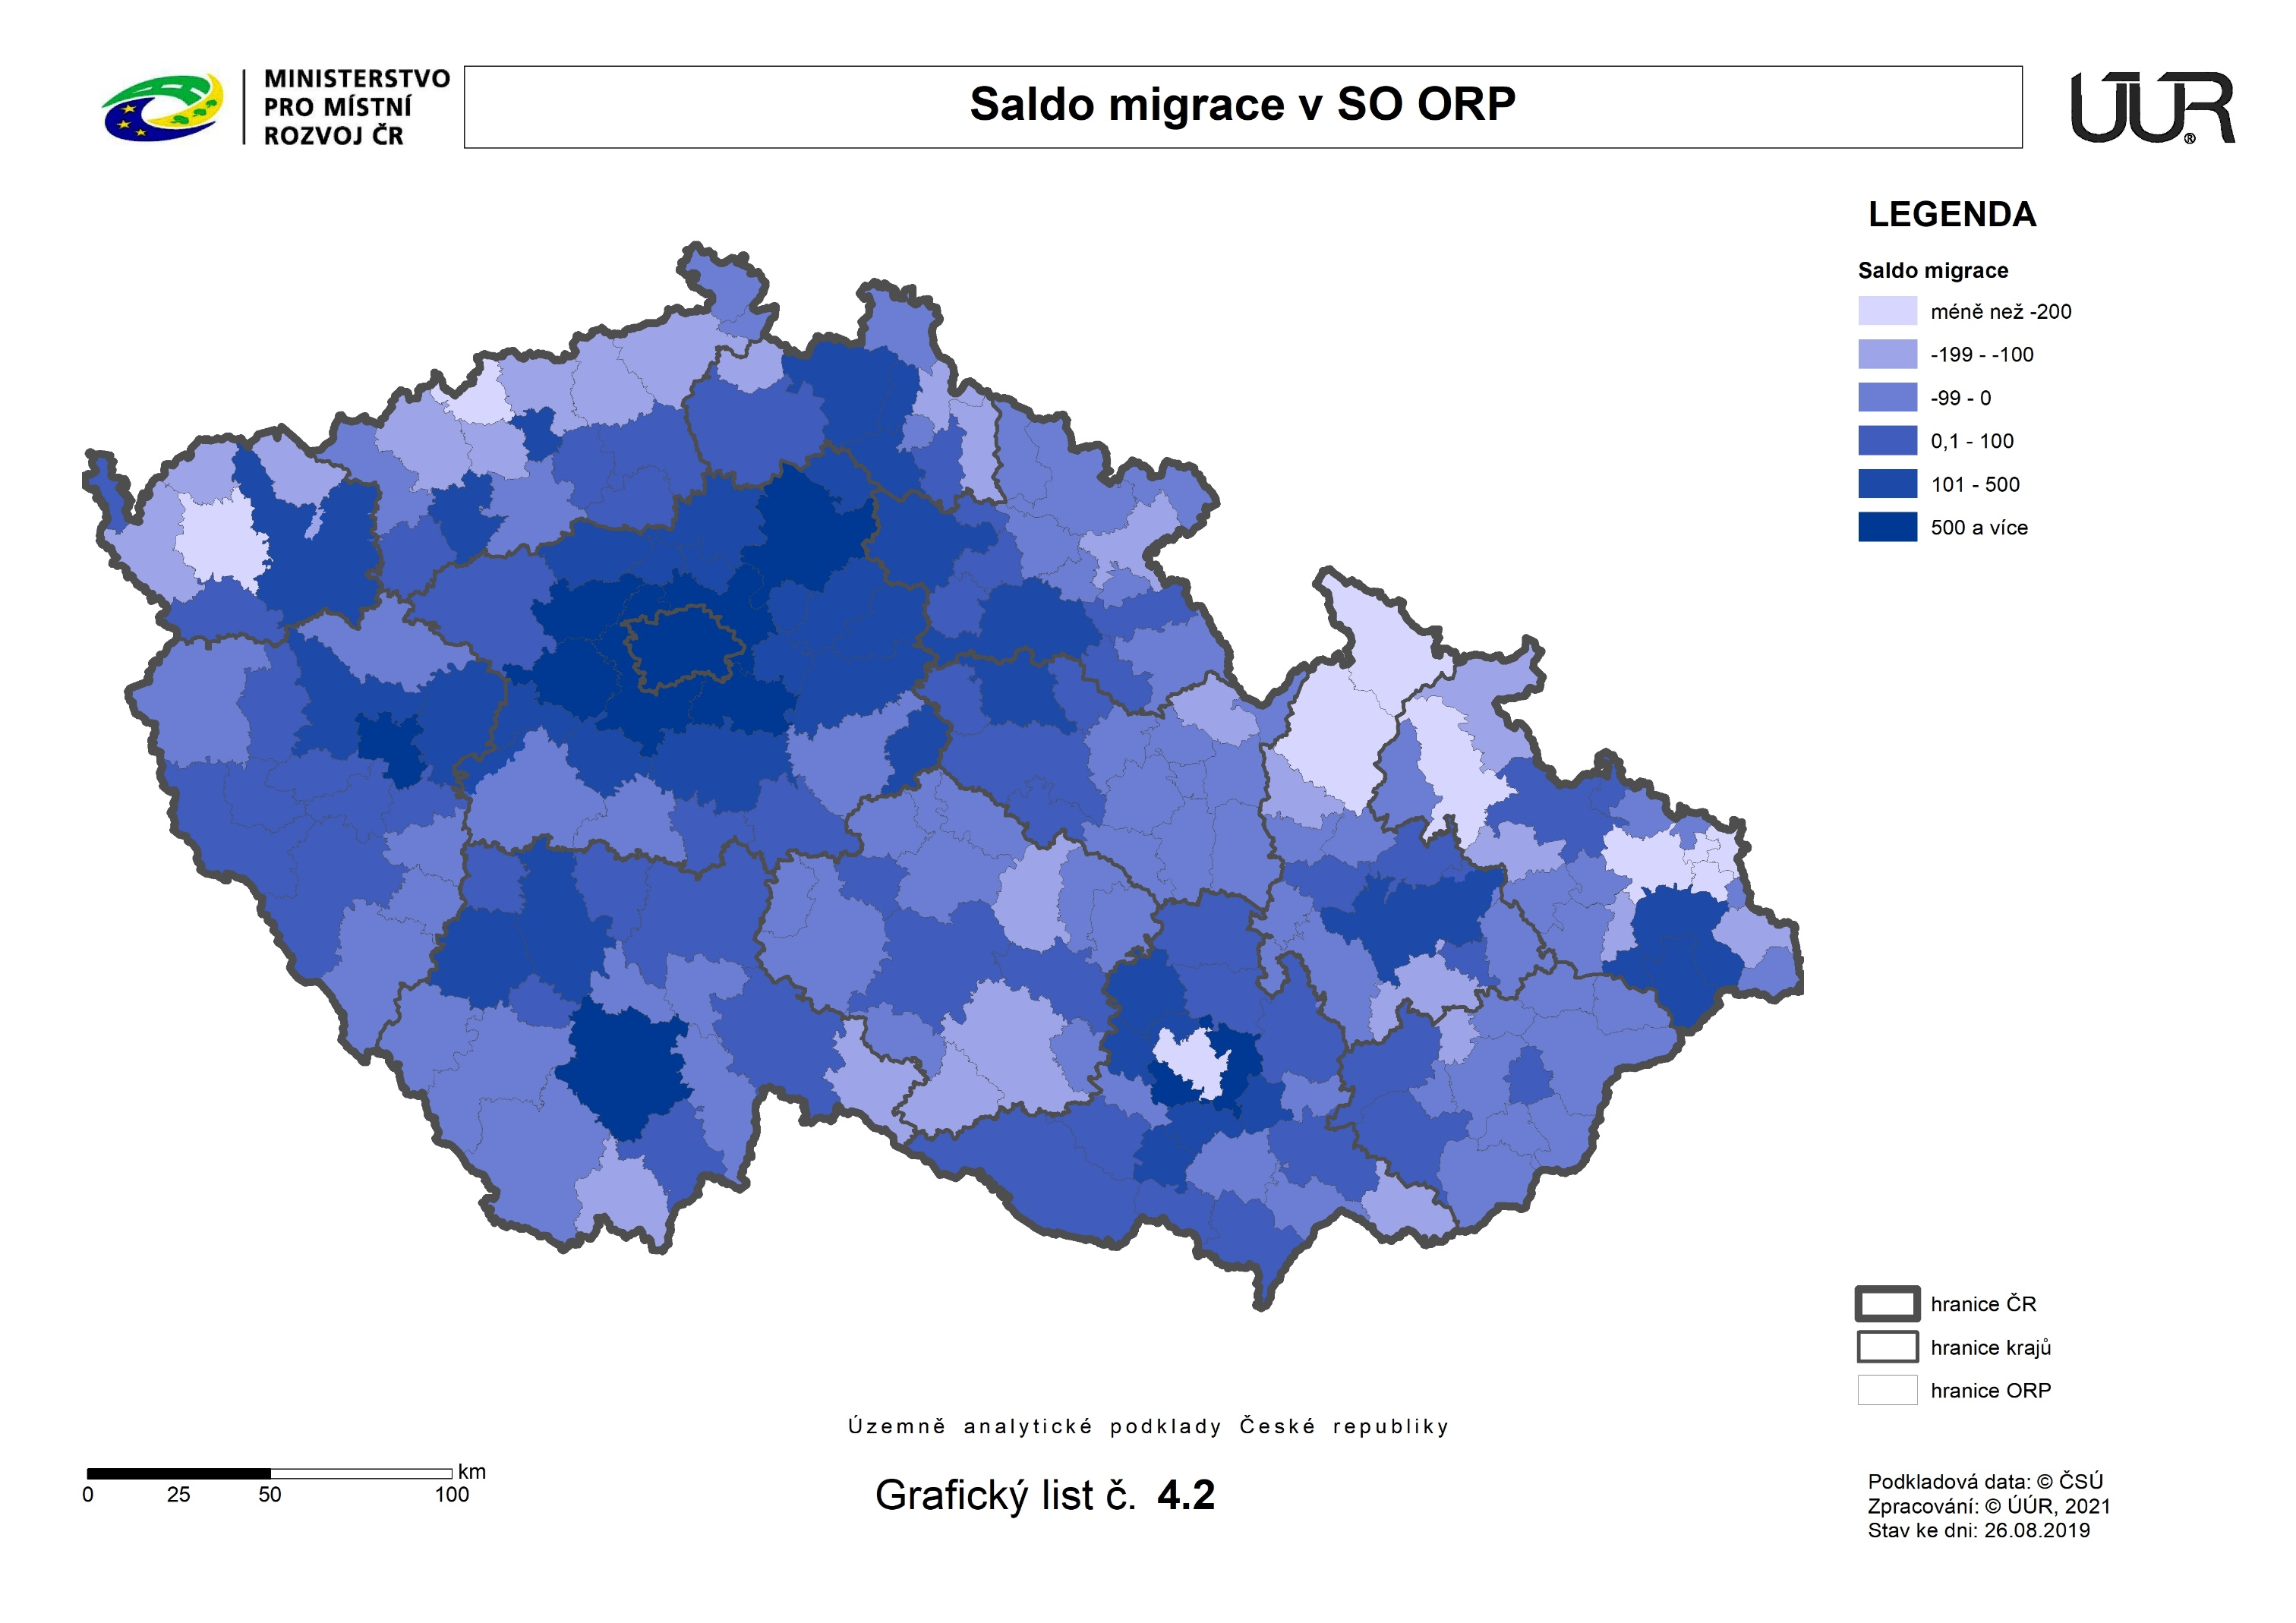 MINISTERSTVO
PRO MÍSTNÍ
ROZVOJ ČR
Saldo migrace v SO ORP
ÚÚR®
LEGENDA
Saldo migrace
méně než -200
-199 - -100
-99 - 0
0,1 - 100
101 - 500
500 a více
hranice ČR
hranice krajů
hranice ORP
Územně analytické podklady České republiky
km
0 25 50 100
Grafický list č. 4.2
Podkladová data: © ČSÚ
Zpracování: © ÚÚR, 2021
Stav ke dni: 26.08.2019